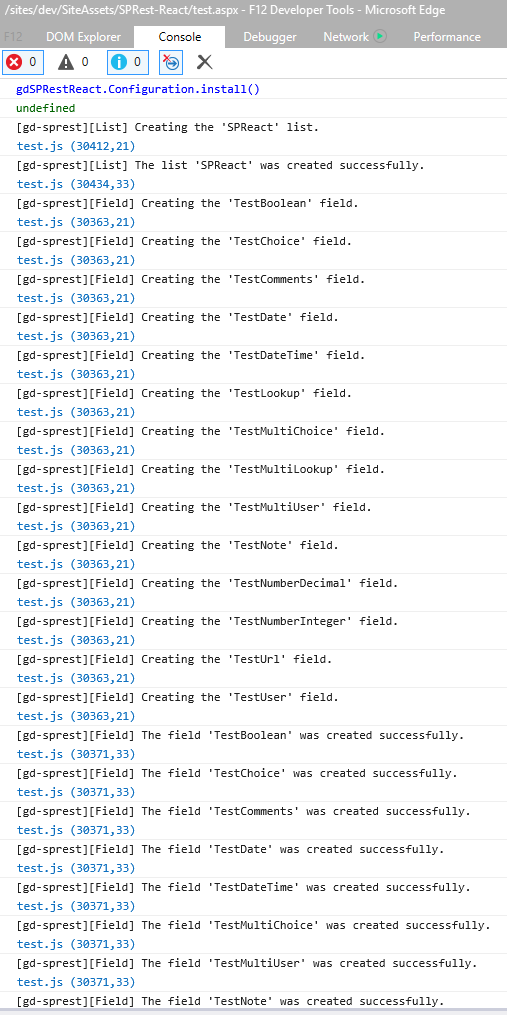 /sites/dev/SiteAssets/SPRest-React/test.aspx - F12 Developer Tools - Microsoft Edge
F12 DOM Explorer Console Debugger Network Performance
0 0 0
gdSPRestReact.Configuration.install()
undefined
[gd-sprest][List] Creating the 'SPReact' list.
test.js (30412,21)
[gd-sprest][List] The list 'SPReact' was created successfully.
test.js (30434,33)
[gd-sprest][Field] Creating the 'TestBoolean' field.
test.js (30363,21)
[gd-sprest][Field] Creating the 'TestChoice' field.
test.js (30363,21)
[gd-sprest][Field] Creating the 'TestComments' field.
test.js (30363,21)
[gd-sprest][Field] Creating the 'TestDate' field.
test.js (30363,21)
[gd-sprest][Field] Creating the 'TestDateTime' field.
test.js (30363,21)
[gd-sprest][Field] Creating the 'TestLookup' field.
test.js (30363,21)
[gd-sprest][Field] Creating the 'TestMultiChoice' field.
test.js (30363,21)
[gd-sprest][Field] Creating the 'TestMultiLookup' field.
test.js (30363,21)
[gd-sprest][Field] Creating the 'TestMultiUser' field.
test.js (30363,21)
[gd-sprest][Field] Creating the 'TestNote' field.
test.js (30363,21)
[gd-sprest][Field] Creating the 'TestNumberDecimal' field.
test.js (30363,21)
[gd-sprest][Field] Creating the 'TestNumberInteger' field.
test.js (30363,21)
[gd-sprest][Field] Creating the 'TestUrl' field.
test.js (30363,21)
[gd-sprest][Field] Creating the 'TestUser' field.
test.js (30363,21)
[gd-sprest][Field] The field 'TestBoolean' was created successfully.
test.js (30371,33)
[gd-sprest][Field] The field 'TestChoice' was created successfully.
test.js (30371,33)
[gd-sprest][Field] The field 'TestComments' was created successfully.
test.js (30371,33)
[gd-sprest][Field] The field 'TestDate' was created successfully.
test.js (30371,33)
[gd-sprest][Field] The field 'TestDateTime' was created successfully.
test.js (30371,33)
[gd-sprest][Field] The field 'TestMultiChoice' was created successfully.
test.js (30371,33)
[gd-sprest][Field] The field 'TestMultiUser' was created successfully.
test.js (30371,33)
[gd-sprest][Field] The field 'TestNote' was created successfully.